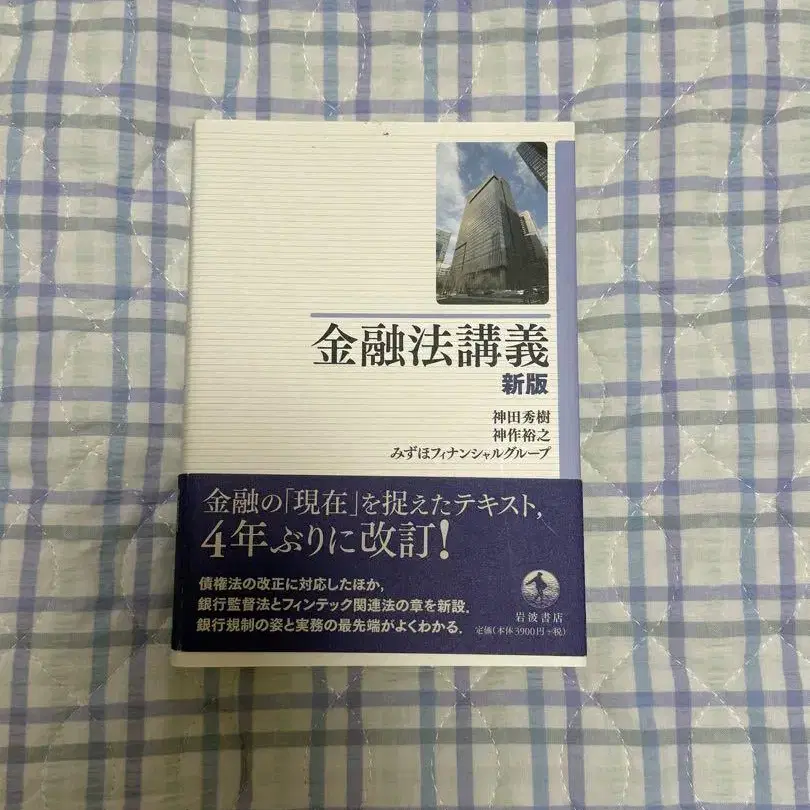 金融法講義
新版
神田秀樹
神作裕之
みずほフィナンシャルグループ
金融の「現在」を捉えたテキスト,
4年ぶりに改訂!
債権法の改正に対応したほか,
銀行監督法とフィンテック関連法の章を新設.
銀行規制の姿と実務の最先端がよくわかる.
岩波書店
定価(本体3900円+税)